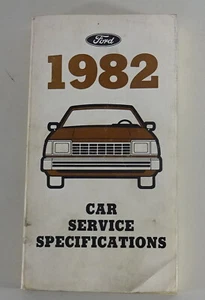 Ford
1982
CAR
SERVICE
SPECIFICATIONS